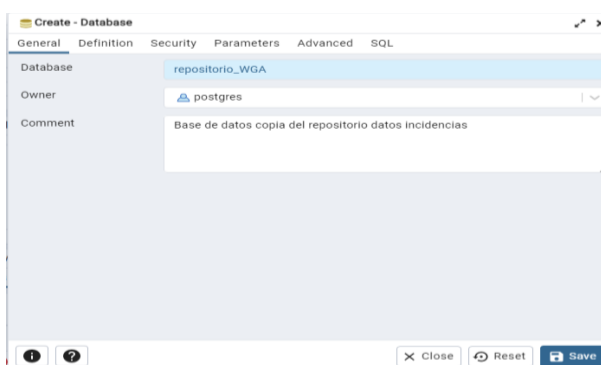 Create - Database
General Definition Security Parameters Advanced SQL
Database repositorio_WGA
Owner postgres
Comment Base de datos copia del repositorio datos incidencias
Close Reset Save